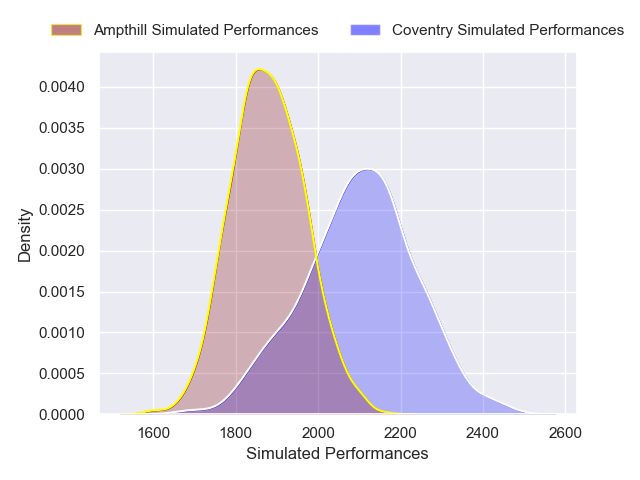 Ampthill Simulated Performances
Coventry Simulated Performances
0.0040
0.0035
0.0030
0.0025
0.0020
0.0015
0.0010
0.0005
0.0000
Density
1600 1800 2000 2200 2400 2600
Simulated Performances